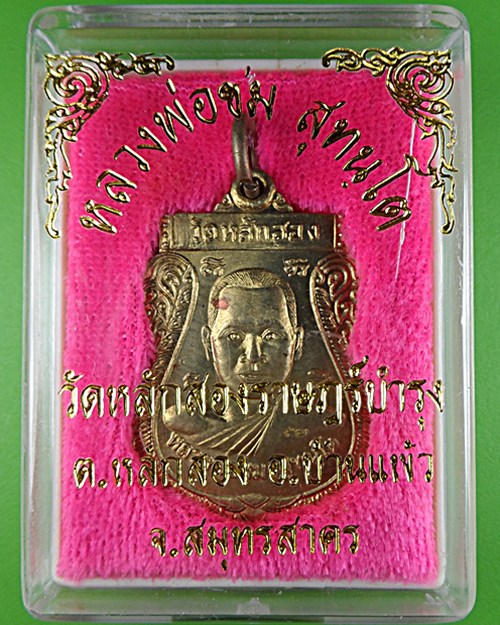 หลวงพ่อชุ่ม สุทนฺโต
วัดหลักสอง
วัดหลักสองราษฎร์บำรุง
ต.หลักสอง อ.บ้านแพ้ว
จ.สมุทรสาคร